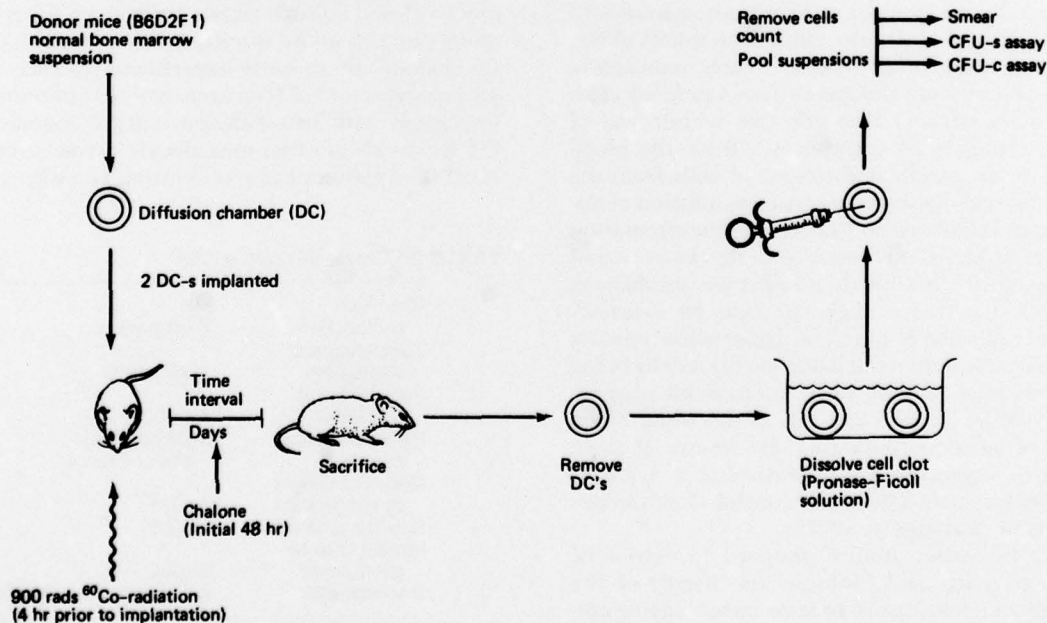 Donor mice (B6D2F1)
normal bone marrow
suspension
Diffusion chamber (DC)
2 DC-s implanted
Time
interval
Days
Chalone
(Initial 48 hr)
900 rads ⁶⁰Co-radiation
(4 hr prior to implantation)
Sacrifice
Remove
DC's
Dissolve cell clot
(Pronase-Ficoll
solution)
Remove cells
count
Pool suspensions
Smear
CFU-s assay
CFU-c assay